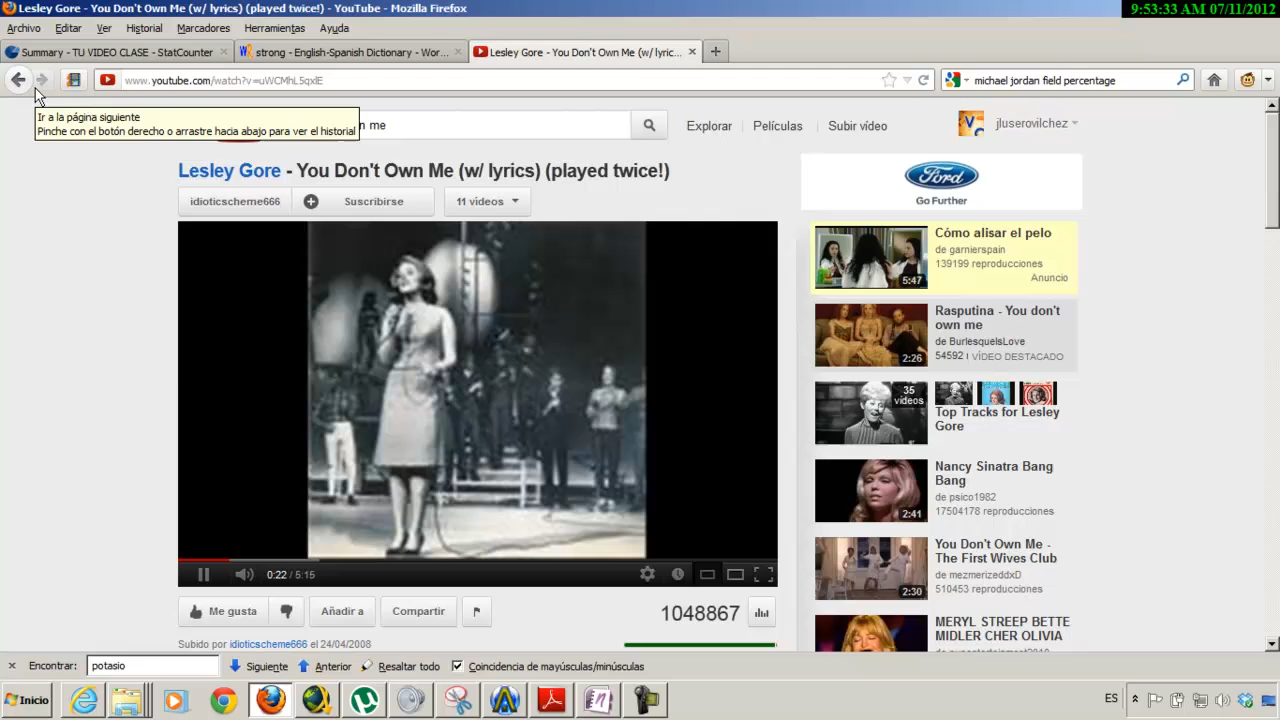 Lesley Gore - You Don't Own Me (w/ lyrics) (played twice!) - YouTube - Mozilla Firefox
9:53:33 AM 07/11/2012
Archivo Editar Ver Historial Marcadores Herramientas Ayuda
Summary - TU VIDEO CLASE - StatCounter
strong - English-Spanish Dictionary - Wor...
Lesley Gore - You Don't Own Me (w/ lyric...
www.youtube.com/watch?v=uWCMhL5qxlE
michael jordan field percentage
Ir a la página siguiente
Pinche con el botón derecho o arrastre hacia abajo para ver el historial
n me
Explorar Películas Subir vídeo
jluserovilchez
Lesley Gore - You Don't Own Me (w/ lyrics) (played twice!)
idioticscheme666 Suscribirse 11 vídeos
0:22 / 5:15
Me gusta Añadir a Compartir
1048867
Subido por idioticscheme666 el 24/04/2008
Ford
Go Further
Cómo alisar el pelo
de garnierspain
139199 reproducciones
Anuncio
5:47
Rasputina - You don't
own me
de BurlesqueIsLove
54592 VÍDEO DESTACADO
2:26
35
videos
Top Tracks for Lesley
Gore
Nancy Sinatra Bang
Bang
de psico1982
17504178 reproducciones
2:41
You Don't Own Me -
The First Wives Club
de mezmerizeddxD
510453 reproducciones
2:30
MERYL STREEP BETTE
MIDLER CHER OLIVIA
Encontrar: potasio Siguiente Anterior Resaltar todo Coincidencia de mayúsculas/minúsculas
Inicio
ES